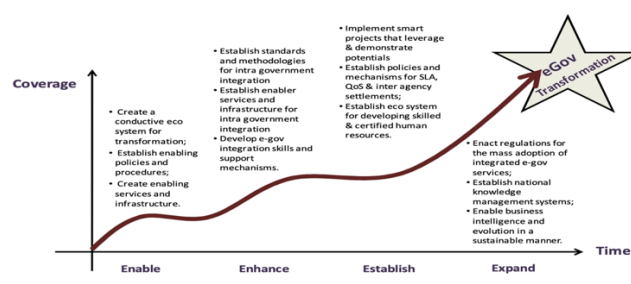 Coverage
• Create a
conductive eco
system for
transformation;
• Establish enabling
policies and
procedures;
• Create enabling
services and
infrastructure.
• Establish standards
and methodologies for
intra government
integration
• Establish enabler
services and
infrastructure for
intra government
integration
• Develop e-gov
integration skills and
support
mechanisms.
• Implement smart
projects that leverage
& demonstrate
potentials
• Establish policies and
mechanisms for SLA,
QoS & inter agency
settlements;
• Establish eco system
for developing skilled
& certified human
resources.
eGov
Transformation
• Enact regulations for
the mass adoption of
integrated e-gov
services;
• Establish national
knowledge
management systems;
• Enable business
intelligence and
evolution in a
sustainable manner.
Time
Enable
Enhance
Establish
Expand